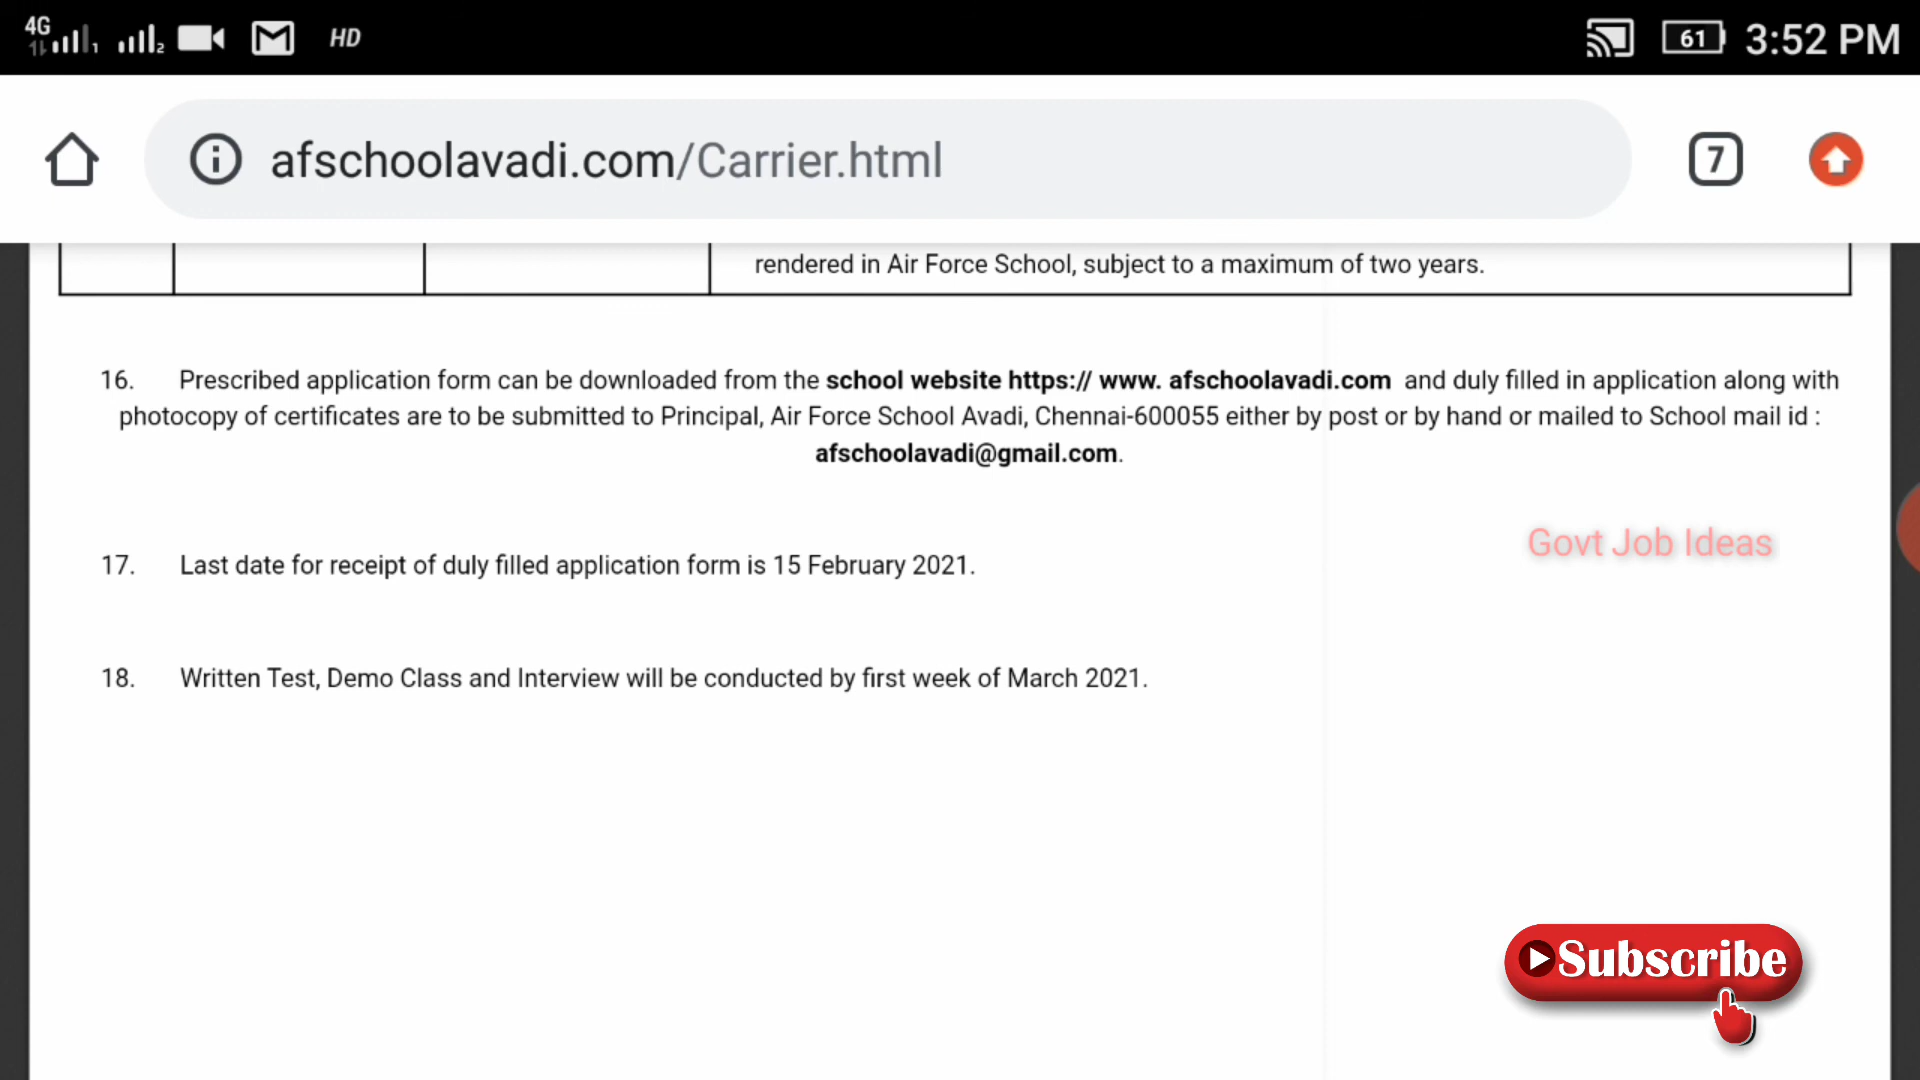 4G 1 2 HD 61 3:52 PM
afschoolavadi.com/Carrier.html 7
rendered in Air Force School, subject to a maximum of two years.
16. Prescribed application form can be downloaded from the school website https:// www. afschoolavadi.com and duly filled in application along with
photocopy of certificates are to be submitted to Principal, Air Force School Avadi, Chennai-600055 either by post or by hand or mailed to School mail id :
afschoolavadi@gmail.com.
Govt Job Ideas
17. Last date for receipt of duly filled application form is 15 February 2021.
18. Written Test, Demo Class and Interview will be conducted by first week of March 2021.
Subscribe